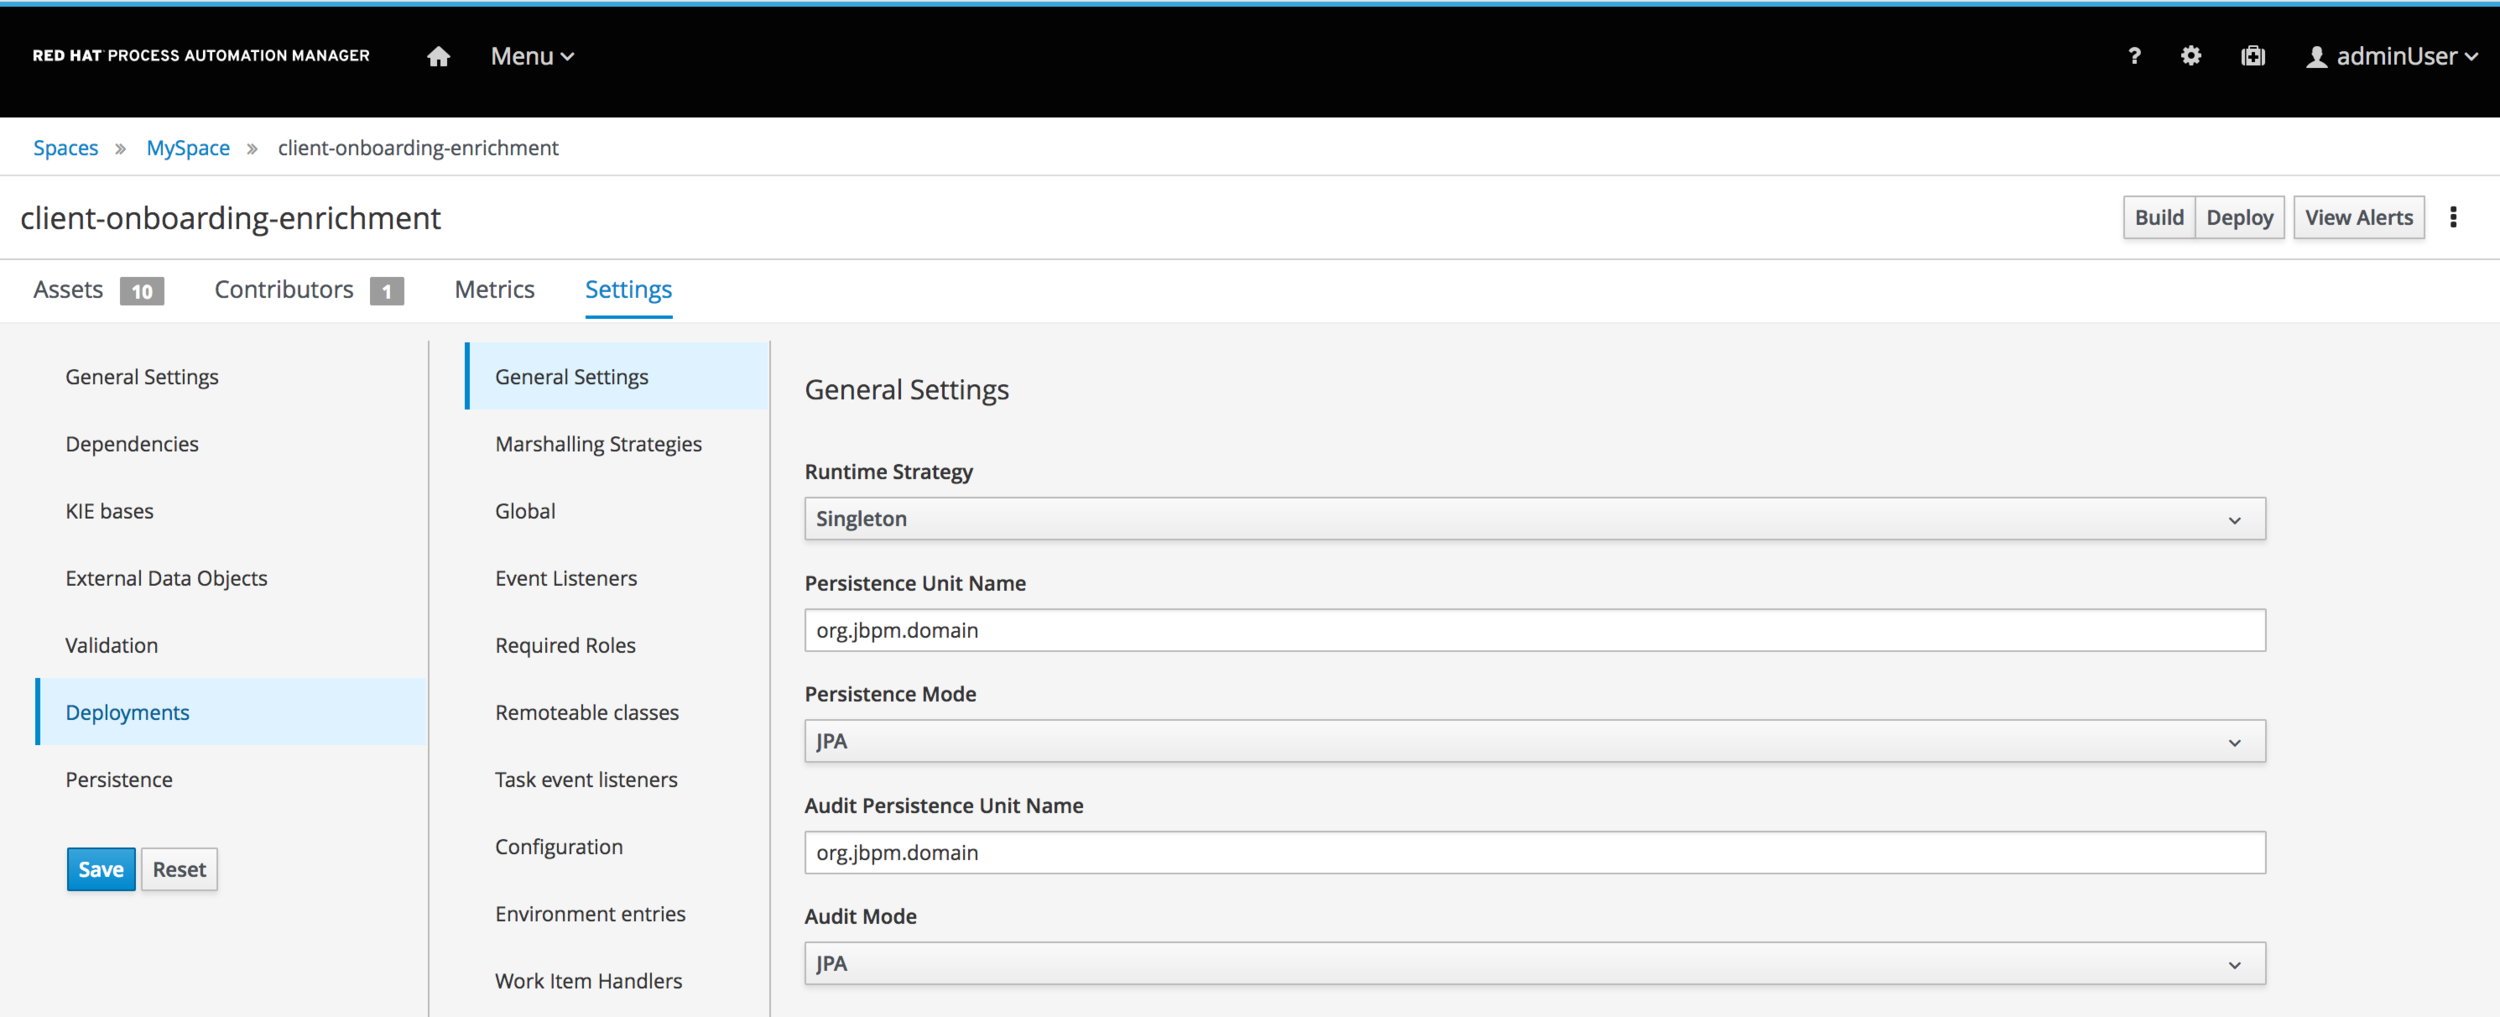 RED HAT PROCESS AUTOMATION MANAGER Menu ? adminUser
Spaces » MySpace » client-onboarding-enrichment
client-onboarding-enrichment Build Deploy View Alerts
Assets 10 Contributors 1 Metrics Settings
General Settings
Dependencies
KIE bases
External Data Objects
Validation
Deployments
Persistence
Save Reset
General Settings
Marshalling Strategies
Global
Event Listeners
Required Roles
Remoteable classes
Task event listeners
Configuration
Environment entries
Work Item Handlers
General Settings
Runtime Strategy
Singleton
Persistence Unit Name
org.jbpm.domain
Persistence Mode
JPA
Audit Persistence Unit Name
org.jbpm.domain
Audit Mode
JPA